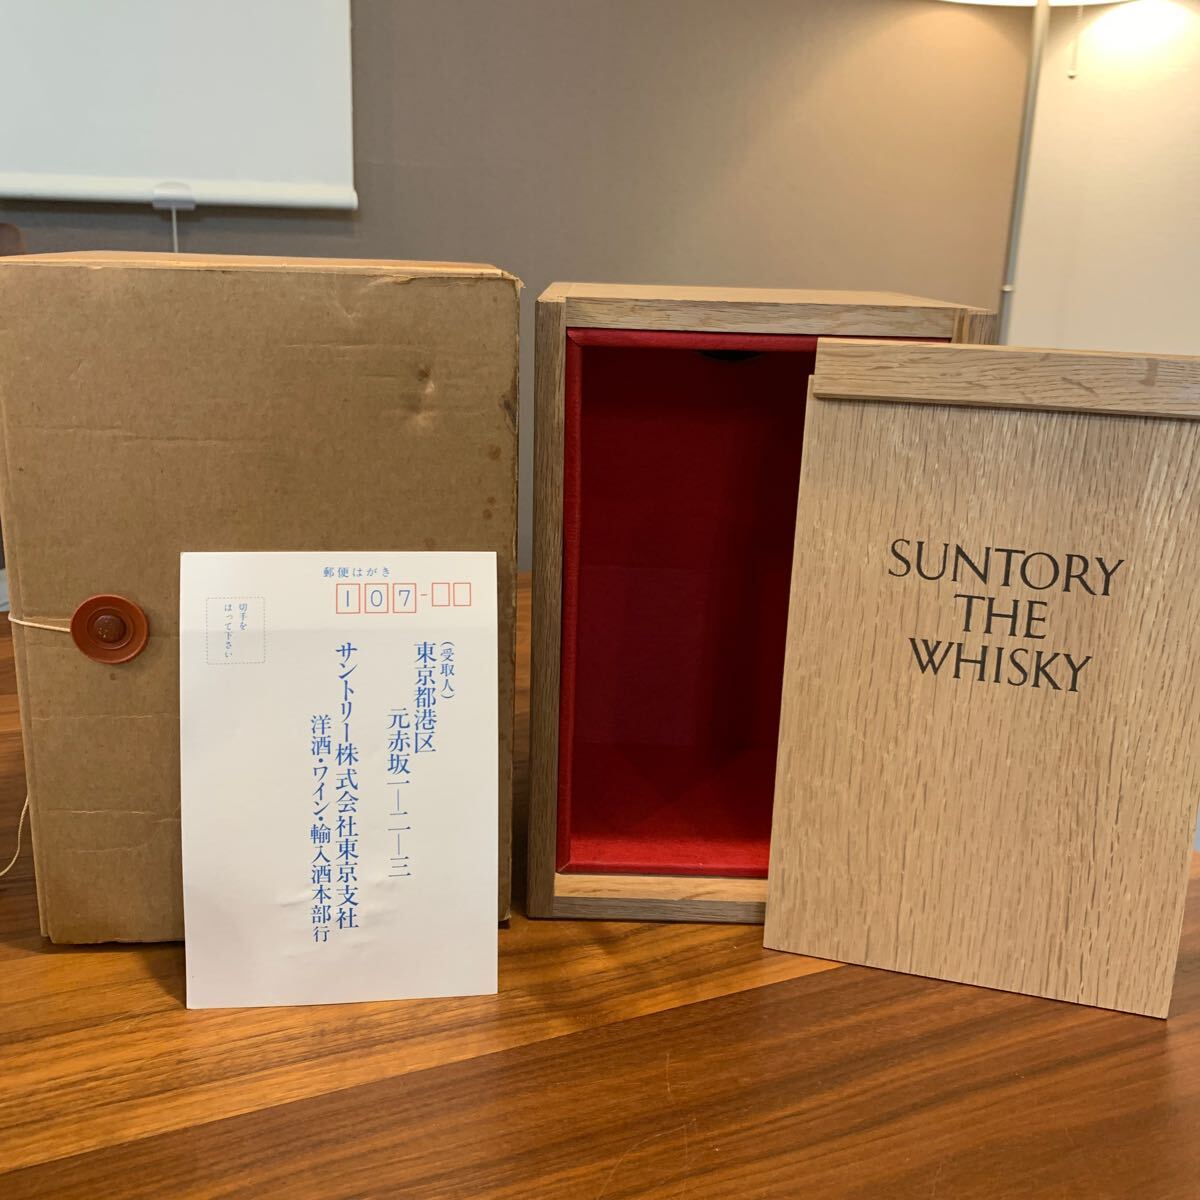 郵便はがき
107-
切手を
はって下さい
(受取人)
東京都港区
元赤坂一―二―三
サントリー株式会社東京支社
洋酒・ワイン・輸入酒本部 行
SUNTORY
THE
WHISKY